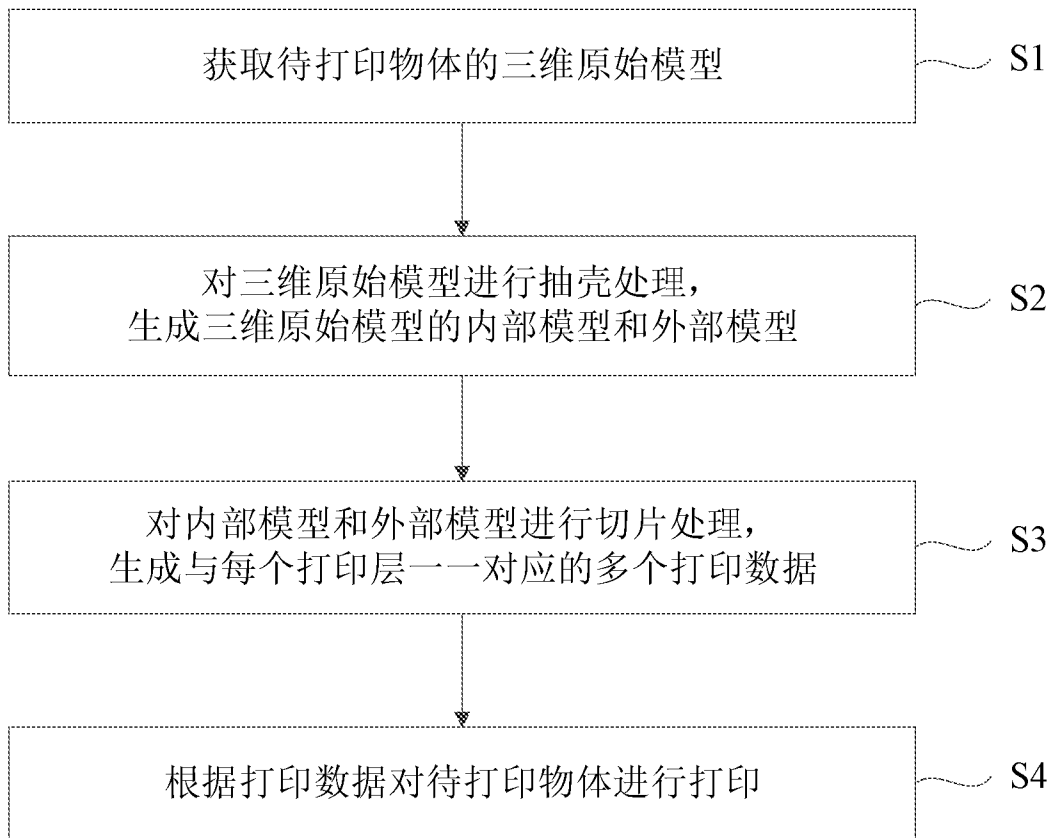 获取待打印物体的三维原始模型
S1
对三维原始模型进行抽壳处理，
生成三维原始模型的内部模型和外部模型
S2
对内部模型和外部模型进行切片处理，
生成与每个打印层一一对应的多个打印数据
S3
根据打印数据对待打印物体进行打印
S4